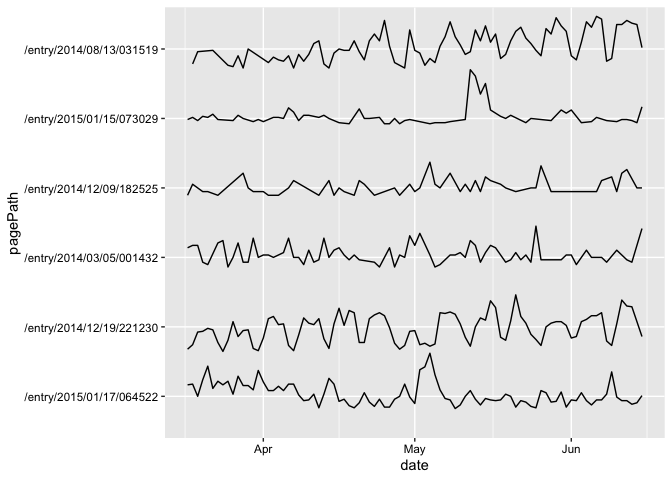 pagePath
/entry/2014/08/13/031519
/entry/2015/01/15/073029
/entry/2014/12/09/182525
/entry/2014/03/05/001432
/entry/2014/12/19/221230
/entry/2015/01/17/064522
Apr May Jun
date